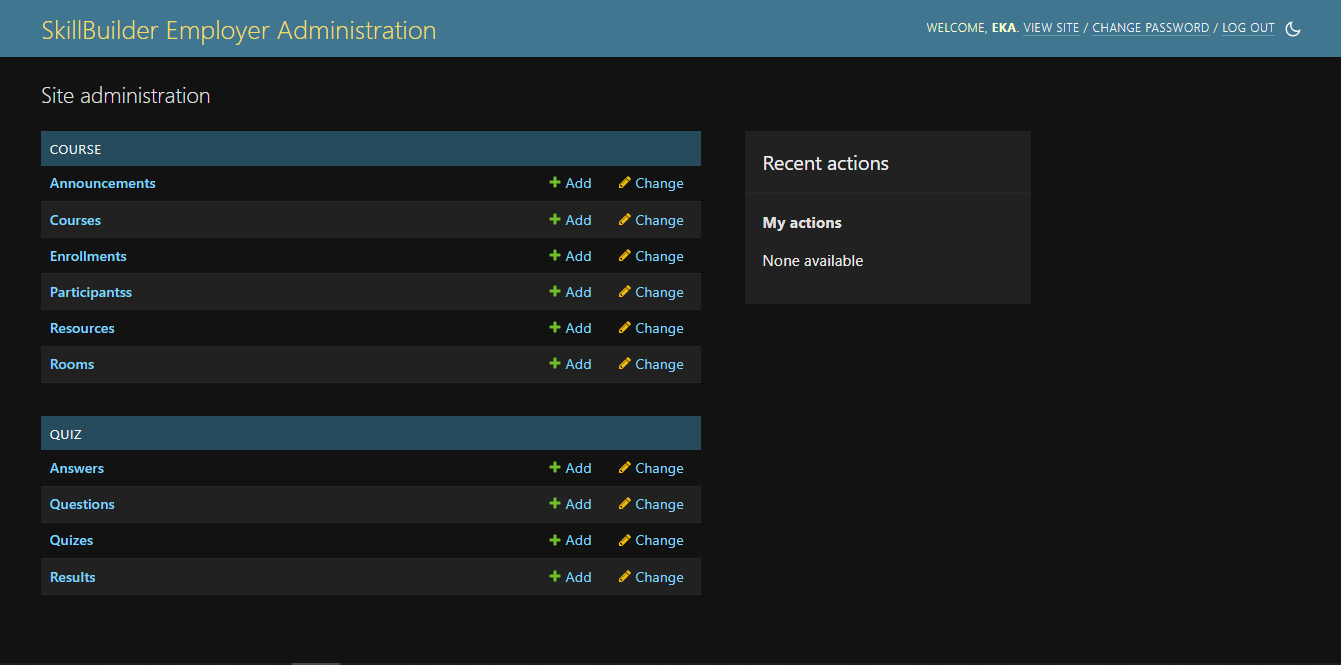 SkillBuilder Employer Administration
WELCOME, EKA. VIEW SITE / CHANGE PASSWORD / LOG OUT
Site administration
COURSE
Announcements Add Change
Courses Add Change
Enrollments Add Change
Participantss Add Change
Resources Add Change
Rooms Add Change
QUIZ
Answers Add Change
Questions Add Change
Quizes Add Change
Results Add Change
Recent actions
My actions
None available